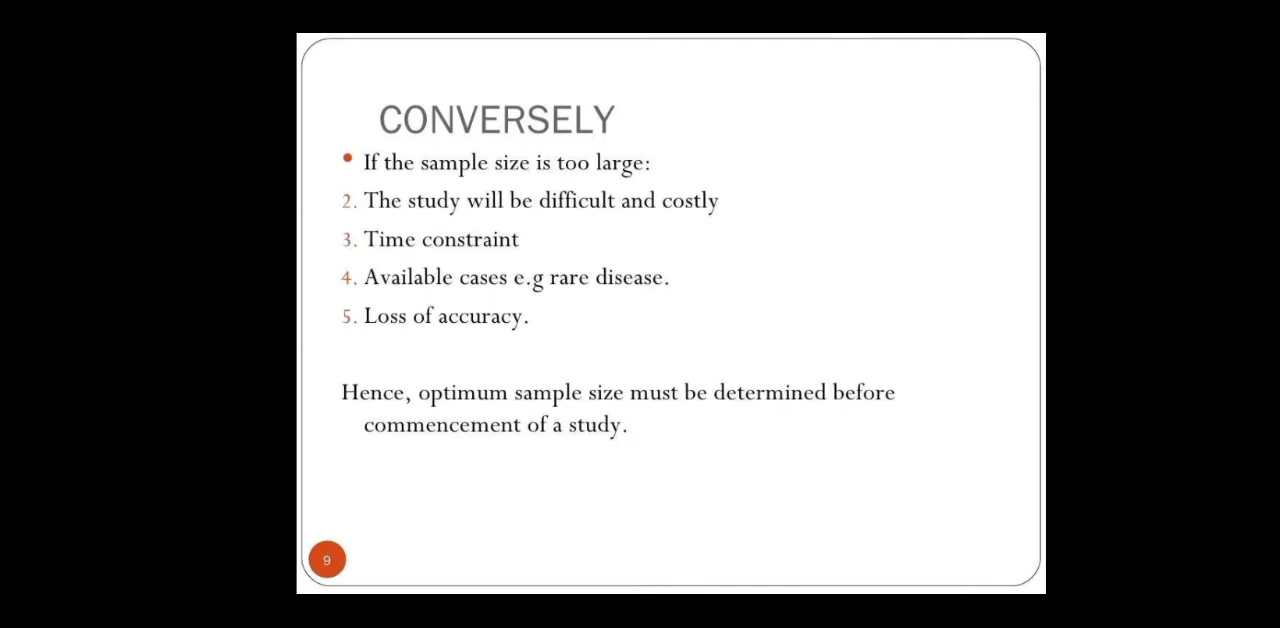 CONVERSELY
• If the sample size is too large:
2. The study will be difficult and costly
3. Time constraint
4. Available cases e.g rare disease.
5. Loss of accuracy.
Hence, optimum sample size must be determined before
commencement of a study.
9